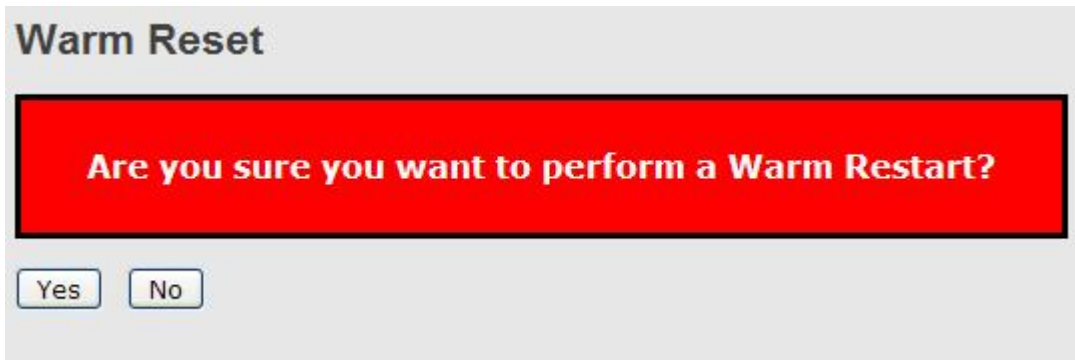 Warm Reset
Are you sure you want to perform a Warm Restart?
Yes No